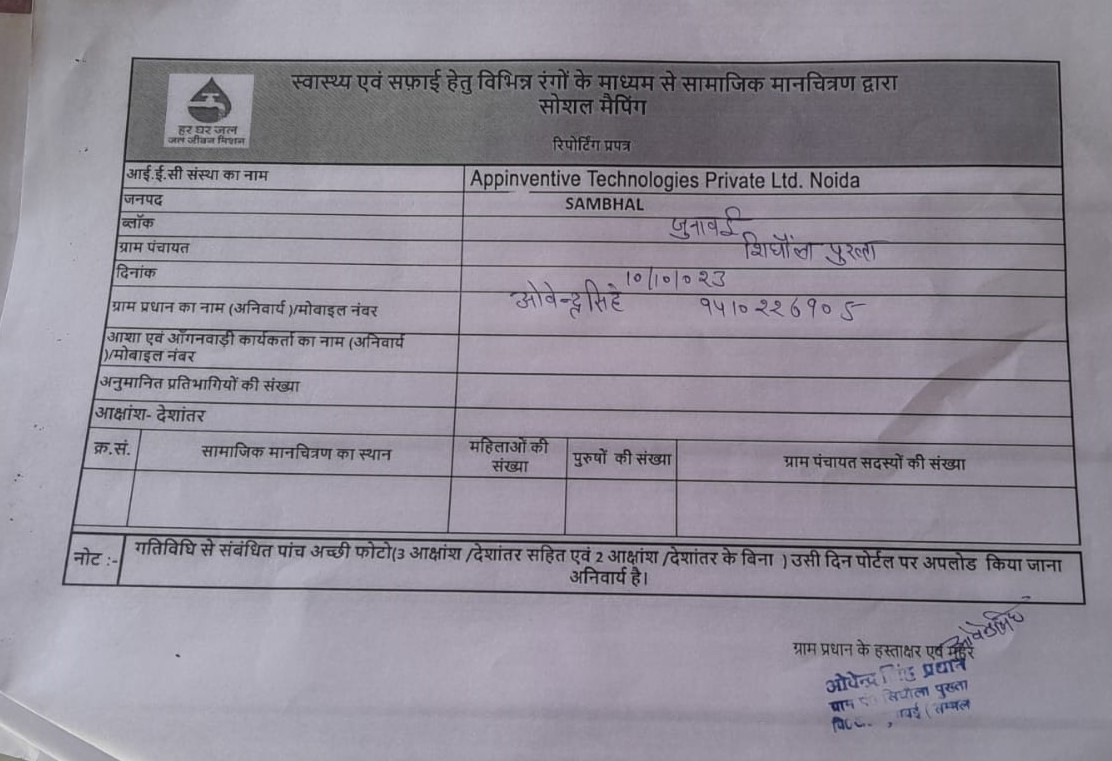 स्वास्थ्य एवं सफ़ाई हेतु विभिन्न रंगों के माध्यम से सामाजिक मानचित्रण द्वारा
सोशल मैपिंग
हर घर जल
जल जीवन मिशन
रिपोर्टिंग प्रपत्र
आई.ई.सी संस्था का नाम Appinventive Technologies Private Ltd. Noida
जनपद SAMBHAL
ब्लॉक जुनावई
ग्राम पंचायत शिघौंला पुख्ता
दिनांक 10/10/023
ग्राम प्रधान का नाम (अनिवार्य )/मोबाइल नंबर ओवेन्द्र सिंह
आशा एवं आँगनवाड़ी कार्यकर्ता का नाम (अनिवार्य
)/मोबाइल नंबर
अनुमानित प्रतिभागियों की संख्या
आक्षांश- देशांतर
क्र.सं. सामाजिक मानचित्रण का स्थान महिलाओं की संख्या पुरुषों की संख्या ग्राम पंचायत सदस्यों की संख्या
नोट :- गतिविधि से संबंधित पांच अच्छी फोटो(3 आक्षांश /देशांतर सहित एवं 2 आक्षांश /देशांतर के बिना ) उसी दिन पोर्टल पर अपलोड किया जाना
अनिवार्य है।
ग्राम प्रधान के हस्ताक्षर एवं मुहर
ओवेन्द्र सिंह प्रधान
ग्राम सिघौला पुख्ता